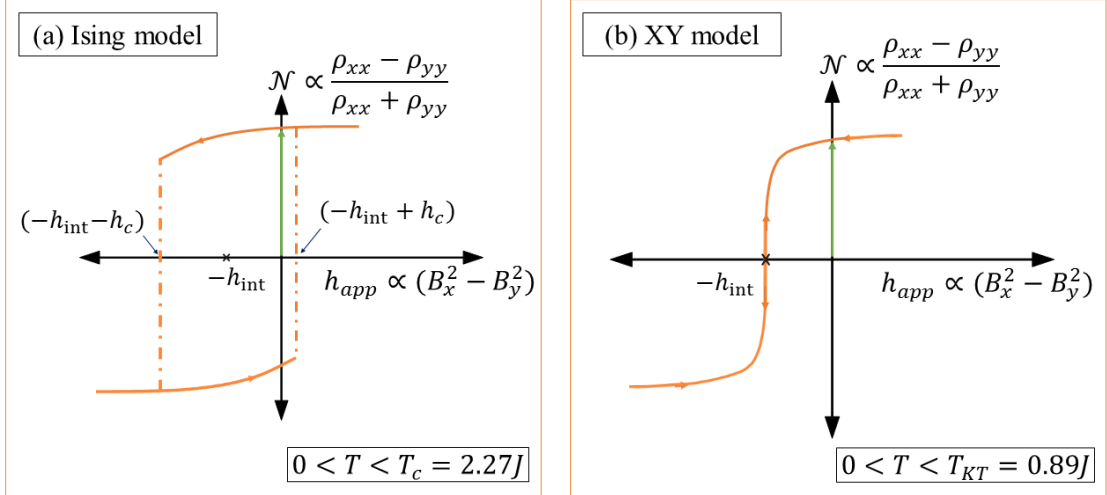 (a) Ising model
𝒩 ∝ (ρ_xx − ρ_yy)/(ρ_xx + ρ_yy)
(−h_int−h_c)
(−h_int + h_c)
−h_int
h_app ∝ (B_x^2 − B_y^2)
0 < T < T_c = 2.27J
(b) XY model
𝒩 ∝ (ρ_xx − ρ_yy)/(ρ_xx + ρ_yy)
−h_int
h_app ∝ (B_x^2 − B_y^2)
0 < T < T_KT = 0.89J